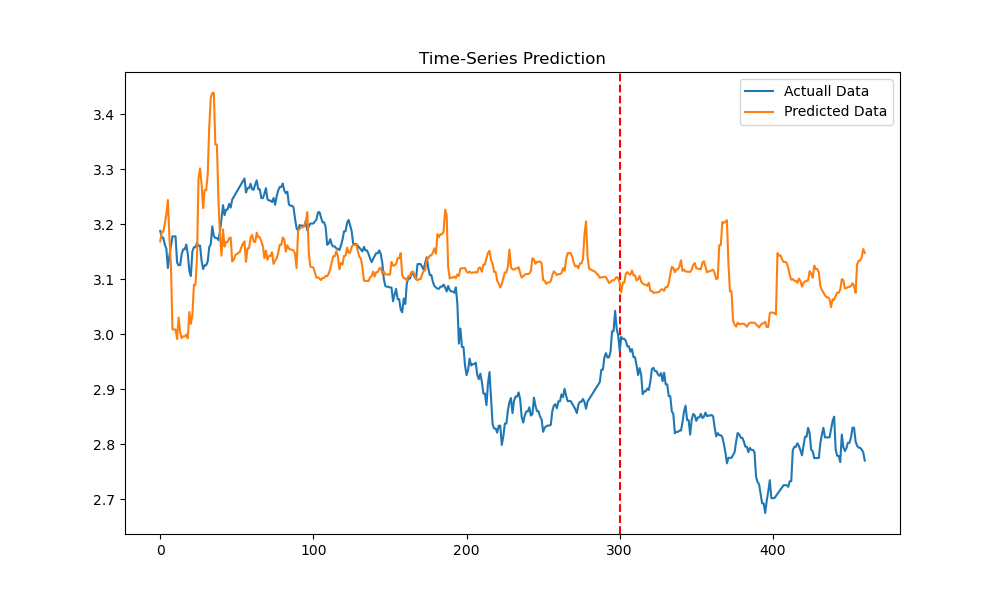 Time-Series Prediction
Actuall Data
Predicted Data
3.4
3.3
3.2
3.1
3.0
2.9
2.8
2.7
0 100 200 300 400